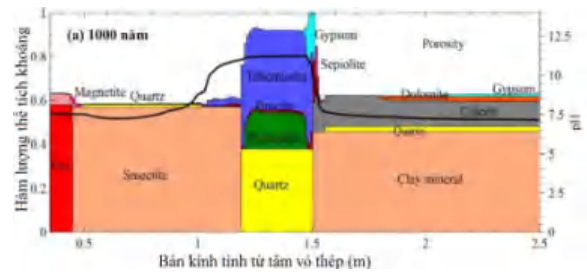 (a) 1000 năm
Gypsum
Porosity
Sepiolite
Magnetite
Quartz
Tobermorite
Dolomite
Gypsum
Calcite
Quartz
Smectite
Quartz
Clay mineral
1
0.8
0.6
0.4
0.2
0
12.5
10
7.5
5
2.5
0
0.5
1
1.5
2
2.5
Hàm lượng thể tích khoáng
pH
Bán kính tính từ tâm vỏ thép (m)